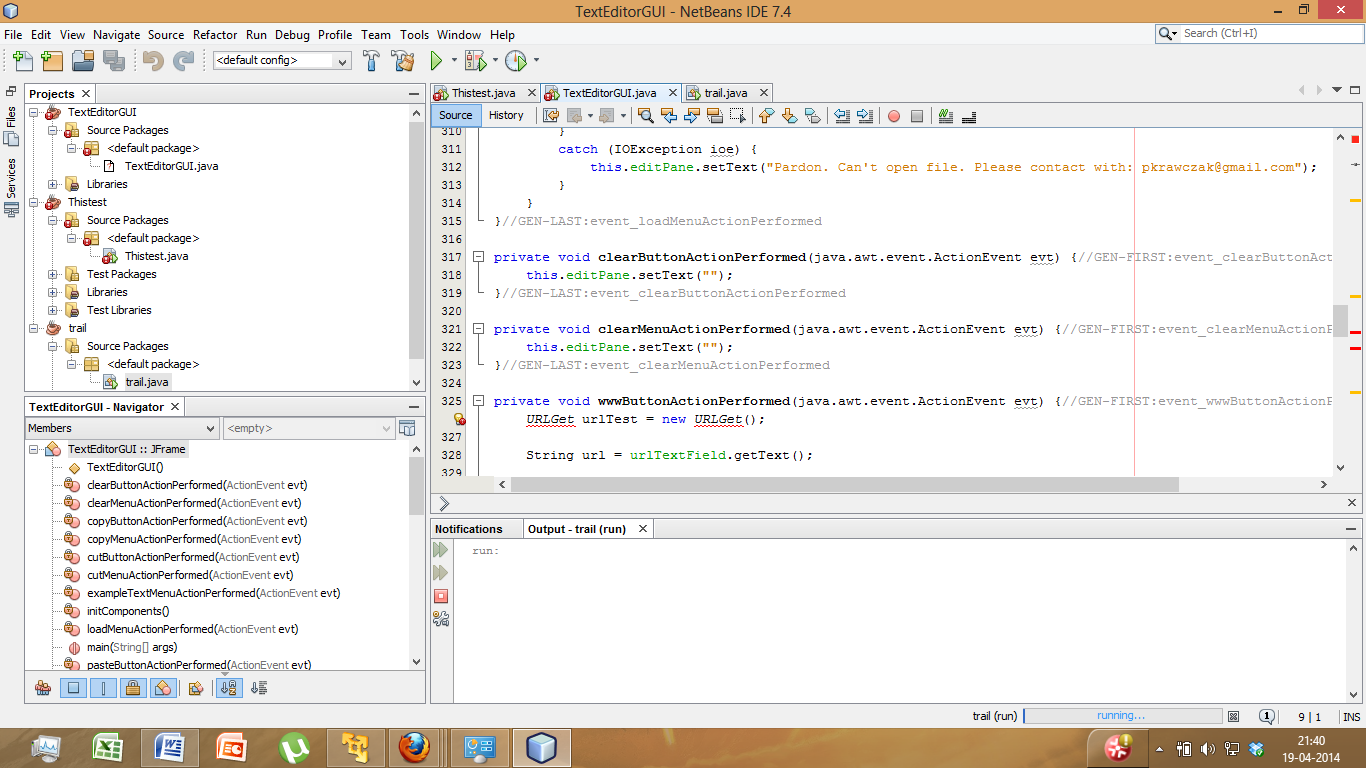 TextEditorGUI - NetBeans IDE 7.4
File Edit View Navigate Source Refactor Run Debug Profile Team Tools Window Help
Search (Ctrl+I)
<default config>
Files
Services
Projects
TextEditorGUI
Source Packages
<default package>
TextEditorGUI.java
Libraries
Thistest
Source Packages
<default package>
Thistest.java
Test Packages
Libraries
Test Libraries
trail
Source Packages
<default package>
trail.java
TextEditorGUI - Navigator
Members
<empty>
TextEditorGUI :: JFrame
TextEditorGUI()
clearButtonActionPerformed(ActionEvent evt)
clearMenuActionPerformed(ActionEvent evt)
copyButtonActionPerformed(ActionEvent evt)
copyMenuActionPerformed(ActionEvent evt)
cutButtonActionPerformed(ActionEvent evt)
cutMenuActionPerformed(ActionEvent evt)
exampleTextMenuActionPerformed(ActionEvent evt)
initComponents()
loadMenuActionPerformed(ActionEvent evt)
main(String[] args)
pasteButtonActionPerformed(ActionEvent evt)
Thistest.java TextEditorGUI.java trail.java
Source History
310 }
311 catch (IOException ioe) {
312 this.editPane.setText("Pardon. Can't open file. Please contact with: pkrawczak@gmail.com");
313 }
314 }
315 }//GEN-LAST:event_loadMenuActionPerformed
316
317 private void clearButtonActionPerformed(java.awt.event.ActionEvent evt) {//GEN-FIRST:event_clearButtonAct
318 this.editPane.setText("");
319 }//GEN-LAST:event_clearButtonActionPerformed
320
321 private void clearMenuActionPerformed(java.awt.event.ActionEvent evt) {//GEN-FIRST:event_clearMenuActionP
322 this.editPane.setText("");
323 }//GEN-LAST:event_clearMenuActionPerformed
324
325 private void wwwButtonActionPerformed(java.awt.event.ActionEvent evt) {//GEN-FIRST:event_wwwButtonActionP
URLGet urlTest = new URLGet();
327
328 String url = urlTextField.getText();
329
Notifications Output - trail (run)
run:
trail (run) running... 1 9 | 1 INS
21:40
19-04-2014